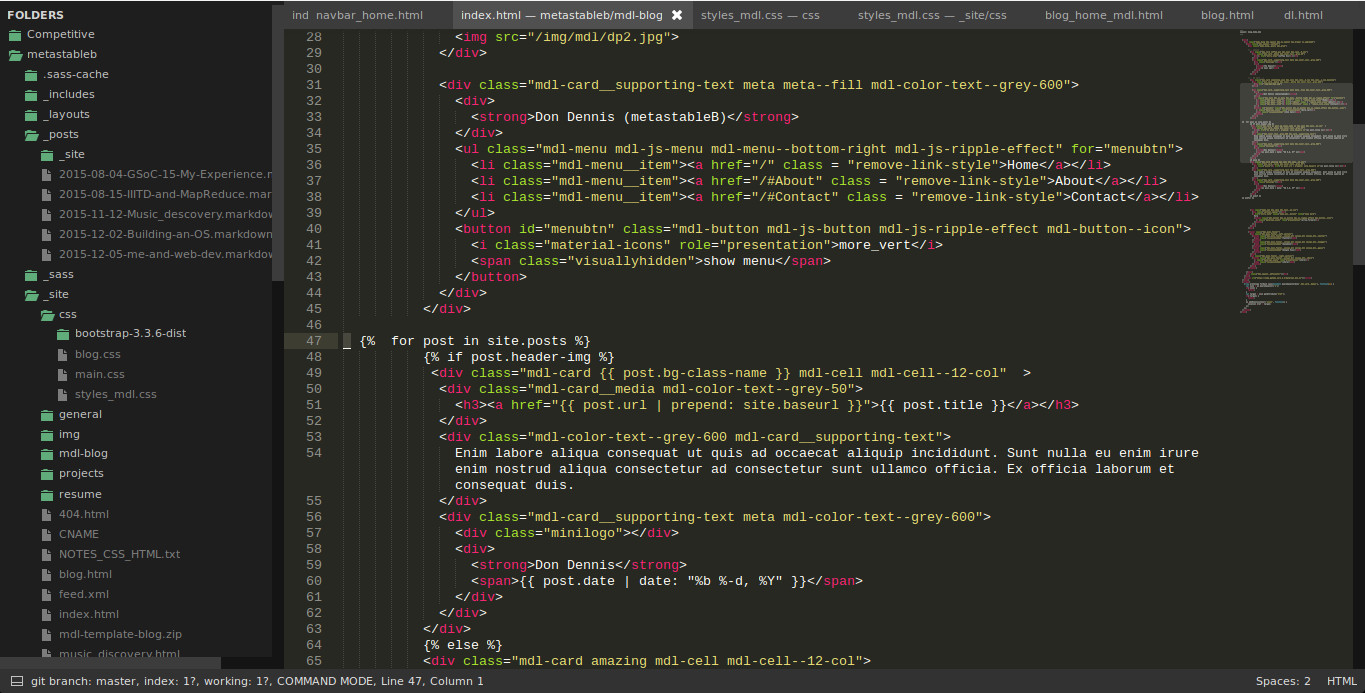 FOLDERS
Competitive
metastableb
.sass-cache
_includes
_layouts
_posts
_site
2015-08-04-GSoC-15-My-Experience.
2015-08-15-IIITD-and-MapReduce.mar
2015-11-12-Music_descovery.markdow
2015-12-02-Building-an-OS.markdown
2015-12-05-me-and-web-dev.markdow
_sass
_site
css
bootstrap-3.3.6-dist
blog.css
main.css
styles_mdl.css
general
img
mdl-blog
projects
resume
404.html
CNAME
NOTES_CSS_HTML.txt
blog.html
feed.xml
index.html
mdl-template-blog.zip
music_discovery.html
ind navbar_home.html index.html — metastableb/mdl-blog ✖ styles_mdl.css — css styles_mdl.css — _site/css blog_home_mdl.html blog.html dl.html
28 <img src="/img/mdl/dp2.jpg">
29 </div>
30
31 <div class="mdl-card__supporting-text meta meta--fill mdl-color-text--grey-600">
32 <div>
33 <strong>Don Dennis (metastableB)</strong>
34 </div>
35 <ul class="mdl-menu mdl-js-menu mdl-menu--bottom-right mdl-js-ripple-effect" for="menubtn">
36 <li class="mdl-menu__item"><a href="/" class = "remove-link-style">Home</a></li>
37 <li class="mdl-menu__item"><a href="/#About" class = "remove-link-style">About</a></li>
38 <li class="mdl-menu__item"><a href="/#Contact" class = "remove-link-style">Contact</a></li>
39 </ul>
40 <button id="menubtn" class="mdl-button mdl-js-button mdl-js-ripple-effect mdl-button--icon">
41 <i class="material-icons" role="presentation">more_vert</i>
42 <span class="visuallyhidden">show menu</span>
43 </button>
44 </div>
45 </div>
46
47 {% for post in site.posts %}
48 {% if post.header-img %}
49 <div class="mdl-card {{ post.bg-class-name }} mdl-cell mdl-cell--12-col" >
50 <div class="mdl-card__media mdl-color-text--grey-50">
51 <h3><a href="{{ post.url | prepend: site.baseurl }}">{{ post.title }}</a></h3>
52 </div>
53 <div class="mdl-color-text--grey-600 mdl-card__supporting-text">
54 Enim labore aliqua consequat ut quis ad occaecat aliquip incididunt. Sunt nulla eu enim irure
enim nostrud aliqua consectetur ad consectetur sunt ullamco officia. Ex officia laborum et
consequat duis.
55 </div>
56 <div class="mdl-card__supporting-text meta mdl-color-text--grey-600">
57 <div class="minilogo"></div>
58 <div>
59 <strong>Don Dennis</strong>
60 <span>{{ post.date | date: "%b %-d, %Y" }}</span>
61 </div>
62 </div>
63 </div>
64 {% else %}
65 <div class="mdl-card amazing mdl-cell mdl-cell--12-col">
git branch: master, index: 1?, working: 1?, COMMAND MODE, Line 47, Column 1 Spaces: 2 HTML